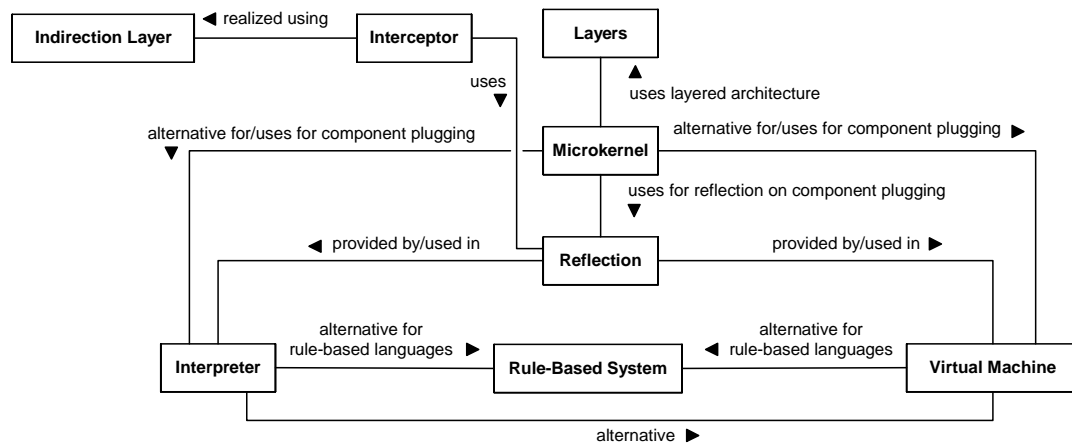 realized using
Indirection Layer
Interceptor
Layers
uses
uses layered architecture
alternative for/uses for component plugging
alternative for/uses for component plugging
Microkernel
uses for reflection on component plugging
provided by/used in
provided by/used in
Reflection
alternative for
rule-based languages
alternative for
rule-based languages
Interpreter
Rule-Based System
Virtual Machine
alternative